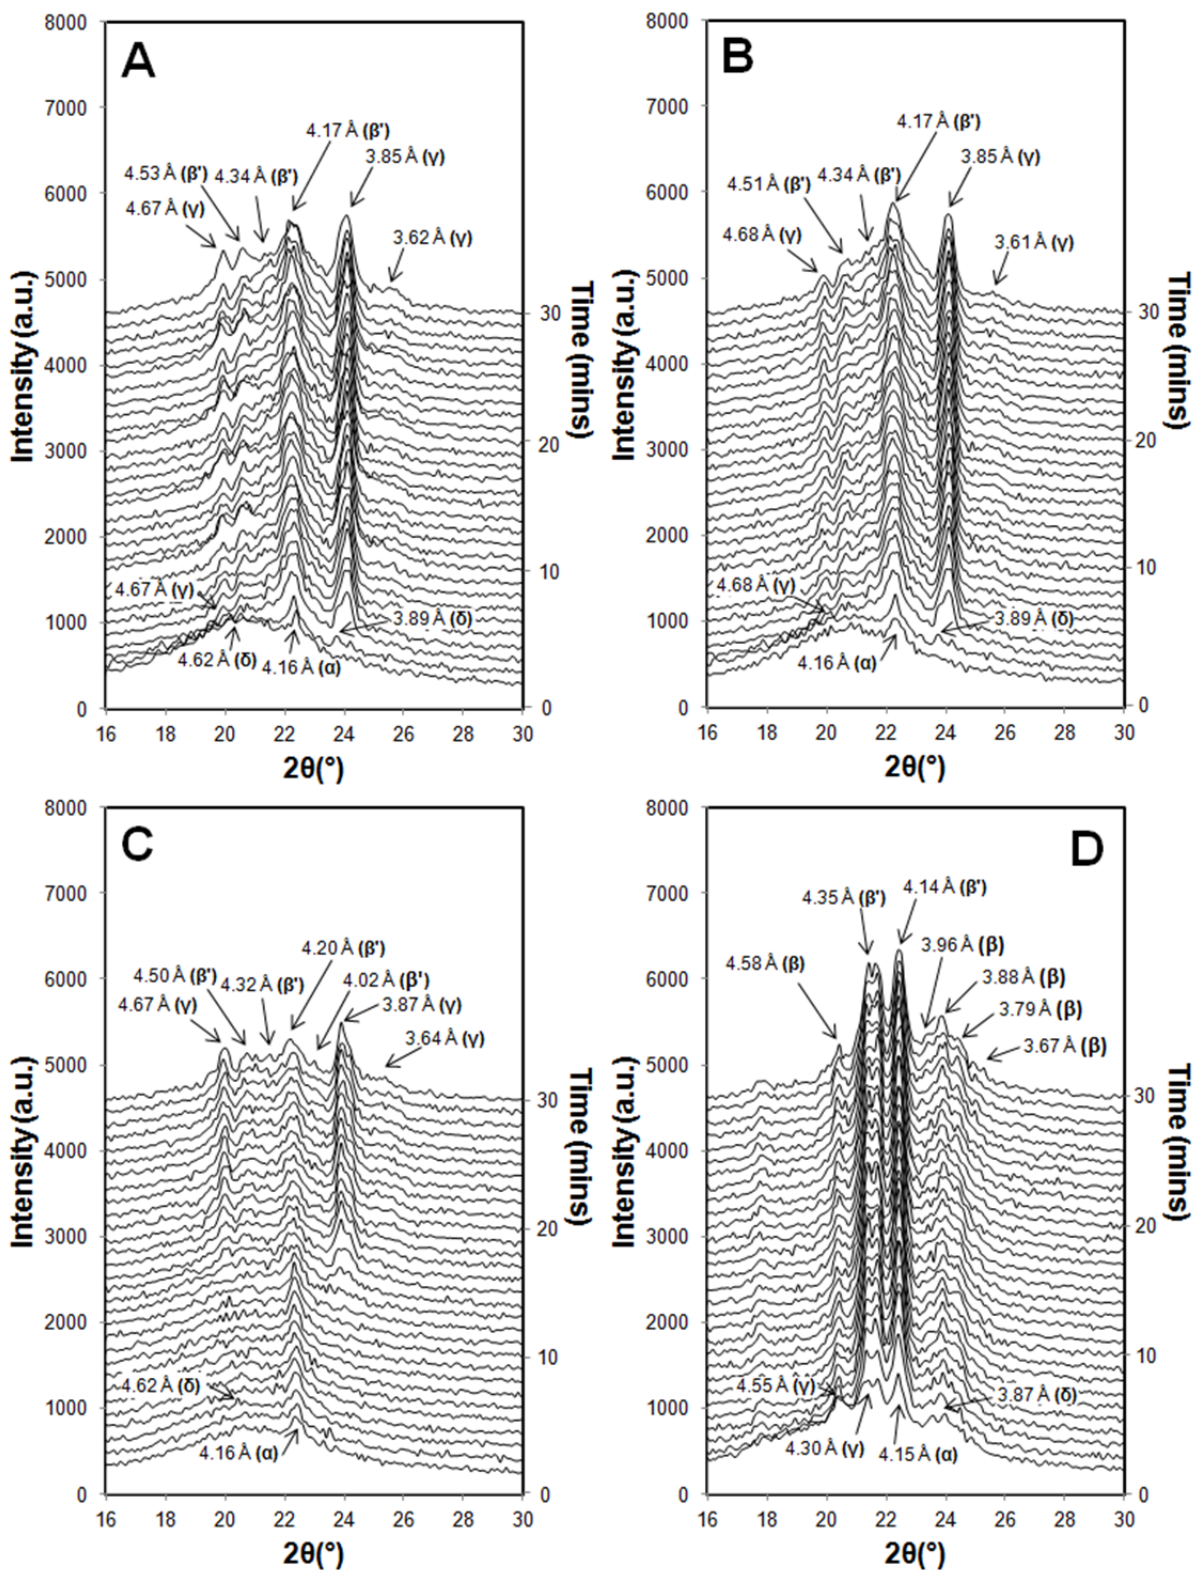 A
8000
7000
6000
5000
4000
3000
2000
1000
0
Intensity (a.u.)
4.17 Å (β')
3.85 Å (γ)
4.53 Å (β')
4.34 Å (β')
4.67 Å (γ)
3.62 Å (γ)
4.67 Å (γ)
3.89 Å (δ)
4.62 Å (δ)
4.16 Å (α)
30
20
10
0
Time (mins)
16 18 20 22 24 26 28 30
2θ(°)
B
8000
7000
6000
5000
4000
3000
2000
1000
0
Intensity (a.u.)
4.17 Å (β')
3.85 Å (γ)
4.51 Å (β')
4.34 Å (β')
4.68 Å (γ)
3.61 Å (γ)
4.68 Å (γ)
3.89 Å (δ)
4.16 Å (α)
30
20
10
0
Time (mins)
16 18 20 22 24 26 28 30
2θ(°)
C
8000
7000
6000
5000
4000
3000
2000
1000
0
Intensity (a.u.)
4.20 Å (β')
4.50 Å (β')
4.32 Å (β')
4.02 Å (β')
4.67 Å (γ)
3.87 Å (γ)
3.64 Å (γ)
4.62 Å (δ)
4.16 Å (α)
30
20
10
0
Time (mins)
16 18 20 22 24 26 28 30
2θ(°)
D
8000
7000
6000
5000
4000
3000
2000
1000
0
Intensity (a.u.)
4.35 Å (β')
4.14 Å (β')
3.96 Å (β)
4.58 Å (β)
3.88 Å (β)
3.79 Å (β)
3.67 Å (β)
4.55 Å (γ)
3.87 Å (δ)
4.30 Å (γ)
4.15 Å (α)
30
20
10
0
Time (mins)
16 18 20 22 24 26 28 30
2θ(°)